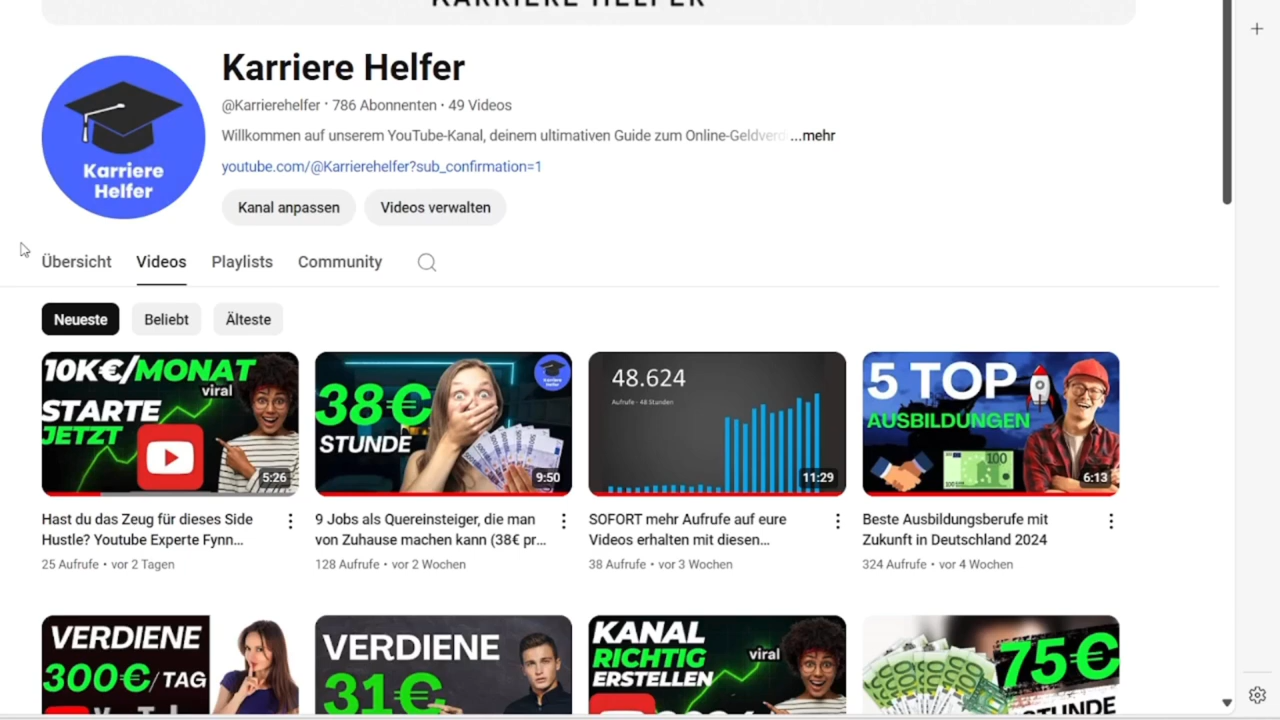 KARRIERE HELFER
Karriere Helfer
Karriere
Helfer
@Karrierehelfer · 786 Abonnenten · 49 Videos
Willkommen auf unserem YouTube-Kanal, deinem ultimativen Guide zum Online-Geldverd ...mehr
youtube.com/@Karrierehelfer?sub_confirmation=1
Kanal anpassen
Videos verwalten
Übersicht
Videos
Playlists
Community
Neueste
Beliebt
Älteste
10K€/MONAT
viral
STARTE
JETZT
5:26
38€
STUNDE
9:50
48.624
Aufrufe · 48 Stunden
11:29
5 TOP
AUSBILDUNGEN
100
6:13
Hast du das Zeug für dieses Side
Hustle? Youtube Experte Fynn...
25 Aufrufe • vor 2 Tagen
9 Jobs als Quereinsteiger, die man
von Zuhause machen kann (38€ pr...
128 Aufrufe • vor 2 Wochen
SOFORT mehr Aufrufe auf eure
Videos erhalten mit diesen...
38 Aufrufe • vor 3 Wochen
Beste Ausbildungsberufe mit
Zukunft in Deutschland 2024
324 Aufrufe • vor 4 Wochen
VERDIENE
300€/TAG
VERDIENE
31€
KANAL
RICHTIG
viral
ERSTELLEN
75€
STUNDE